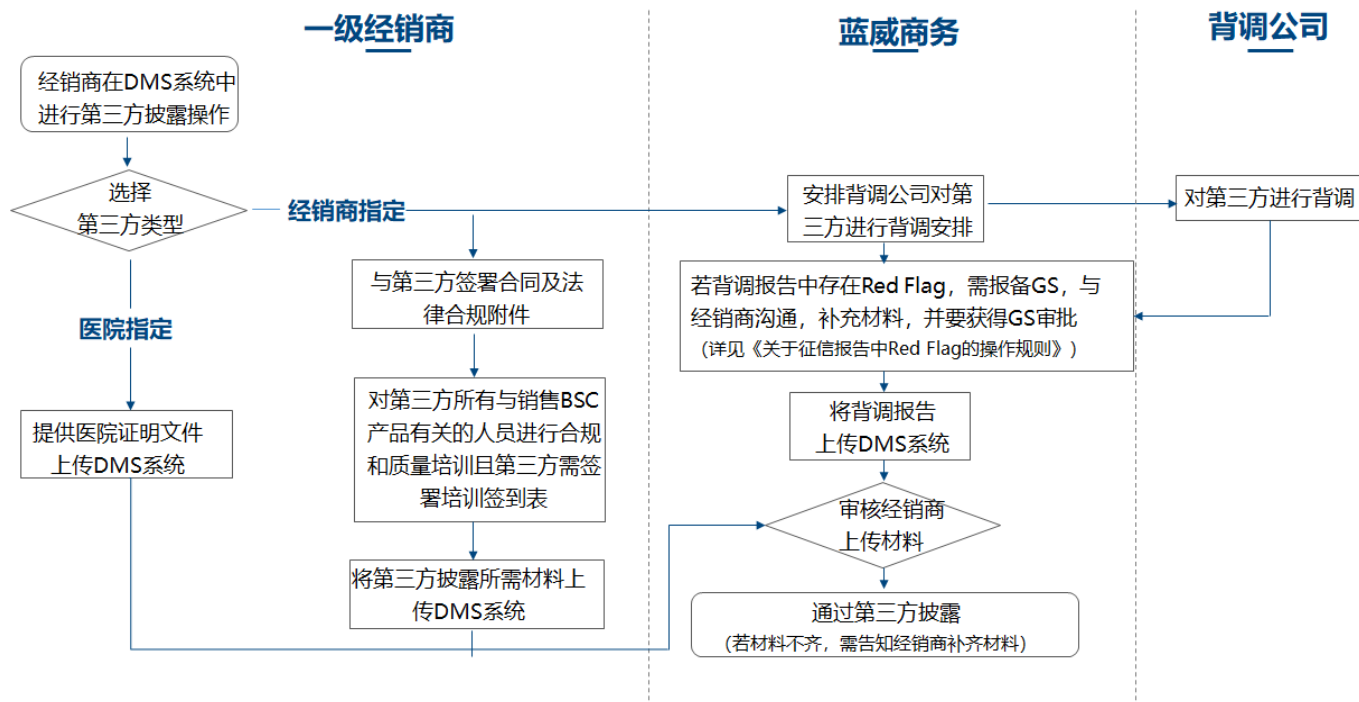 一级经销商
蓝威商务
背调公司
经销商在DMS系统中
进行第三方披露操作
选择
第三方类型
经销商指定
医院指定
提供医院证明文件
上传DMS系统
与第三方签署合同及法
律合规附件
对第三方所有与销售BSC
产品有关的人员进行合规
和质量培训且第三方需签
署培训签到表
将第三方披露所需材料上
传DMS系统
安排背调公司对第
三方进行背调安排
对第三方进行背调
若背调报告中存在Red Flag，需报备GS，与
经销商沟通，补充材料，并要获得GS审批
（详见《关于征信报告中Red Flag的操作规则》）
将背调报告
上传DMS系统
审核经销商
上传材料
通过第三方披露
（若材料不齐，需告知经销商补齐材料）